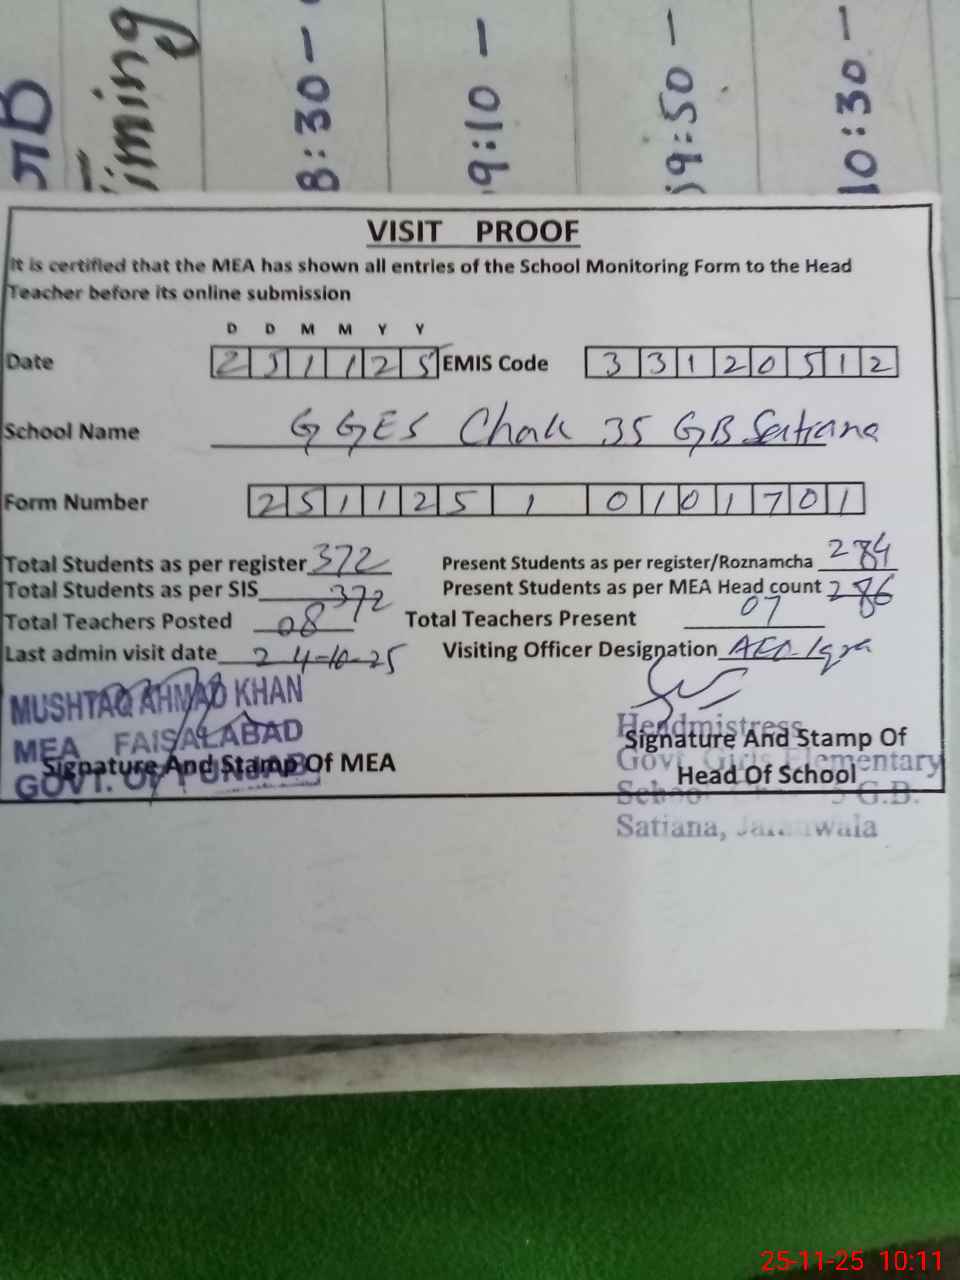 Timing 8:30- 9:10 - 9:50 - 10:30 -
VISIT PROOF
It is certified that the MEA has shown all entries of the School Monitoring Form to the Head
Teacher before its online submission
D D M M Y Y
Date 2 5 1 1 2 5 EMIS Code 3 3 1 2 0 5 1 2
School Name G GES Chak 35 GB Satiana
Form Number 2 5 1 1 2 5 1 0 1 0 1 7 0 1
Total Students as per register 372 Present Students as per register/Roznamcha 284
Total Students as per SIS 372 Present Students as per MEA Head count 286
Total Teachers Posted 08 Total Teachers Present 07
Last admin visit date 24-10-25 Visiting Officer Designation AEO-Iqra
MUSHTAQ AHMAD KHAN
MEA FAISALABAD
GOVT. OF PUNJAB
Signature And Stamp Of MEA
Headmistress
Signature And Stamp Of
Govt. Girls Elementary
Head Of School
School G.B.
Satiana, Jaranwala
25-11-25 10:11